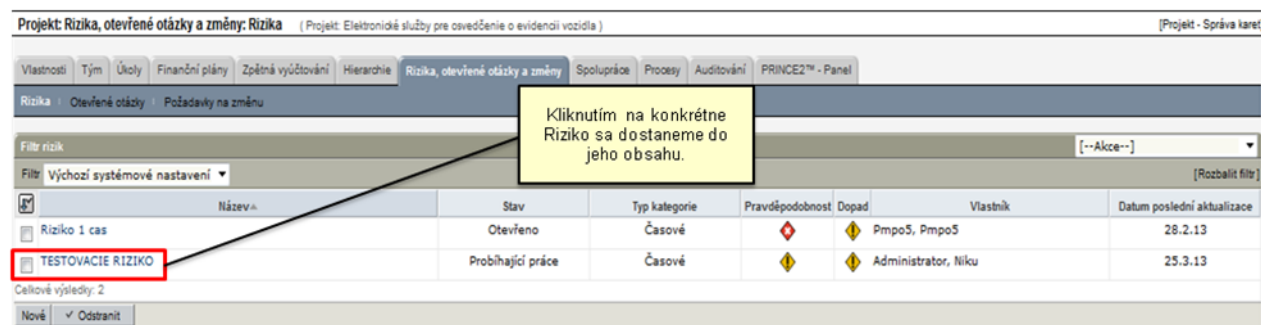 Projekt: Rizika, otevřené otázky a změny: Rizika ( Projekt: Elektronické služby pre osvedčenie o evidencii vozidla ) [Projekt - Správa karet
Vlastnosti Tým Úkoly Finanční plány Zpětná vyúčtování Hierarchie Rizika, otevřené otázky a změny Spolupráce Procesy Auditování PRINCE2™ - Panel
Rizika Otevřené otázky Požadavky na změnu
Kliknutím na konkrétne
Riziko sa dostaneme do
jeho obsahu.
Filtr rizik [--Akce--]
Filtr Výchozí systémové nastavení [Rozbalit filtr]
Název Stav Typ kategorie Pravděpodobnost Dopad Vlastník Datum poslední aktualizace
Riziko 1 cas Otevřeno Časové Pmpo5, Pmpo5 28.2.13
TESTOVACIE RIZIKO Probíhající práce Časové Administrator, Niku 25.3.13
Celkové výsledky: 2
Nové Odstranit